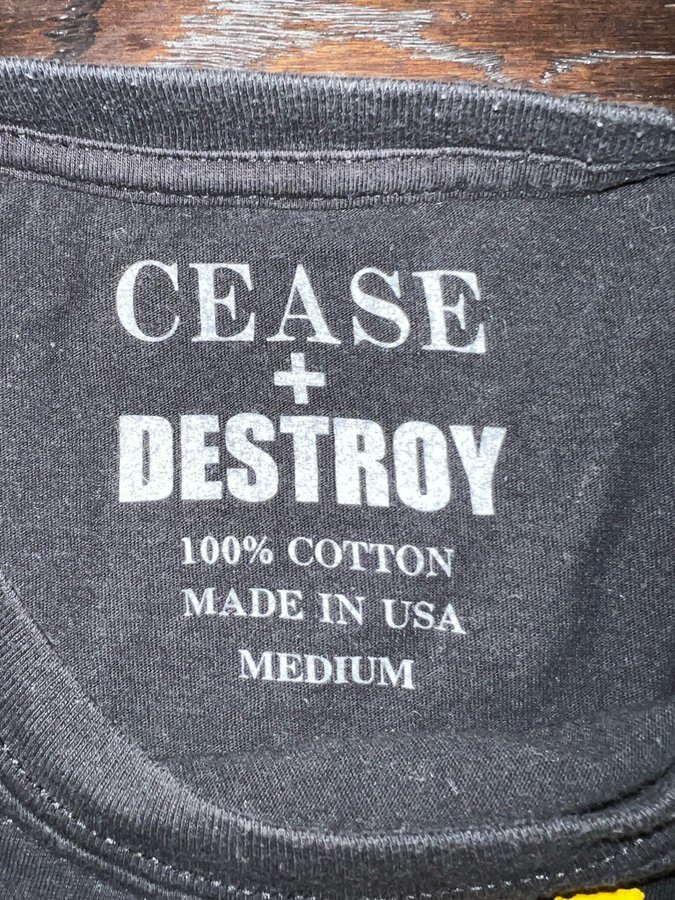 CEASE
+
DESTROY
100% COTTON
MADE IN USA
MEDIUM